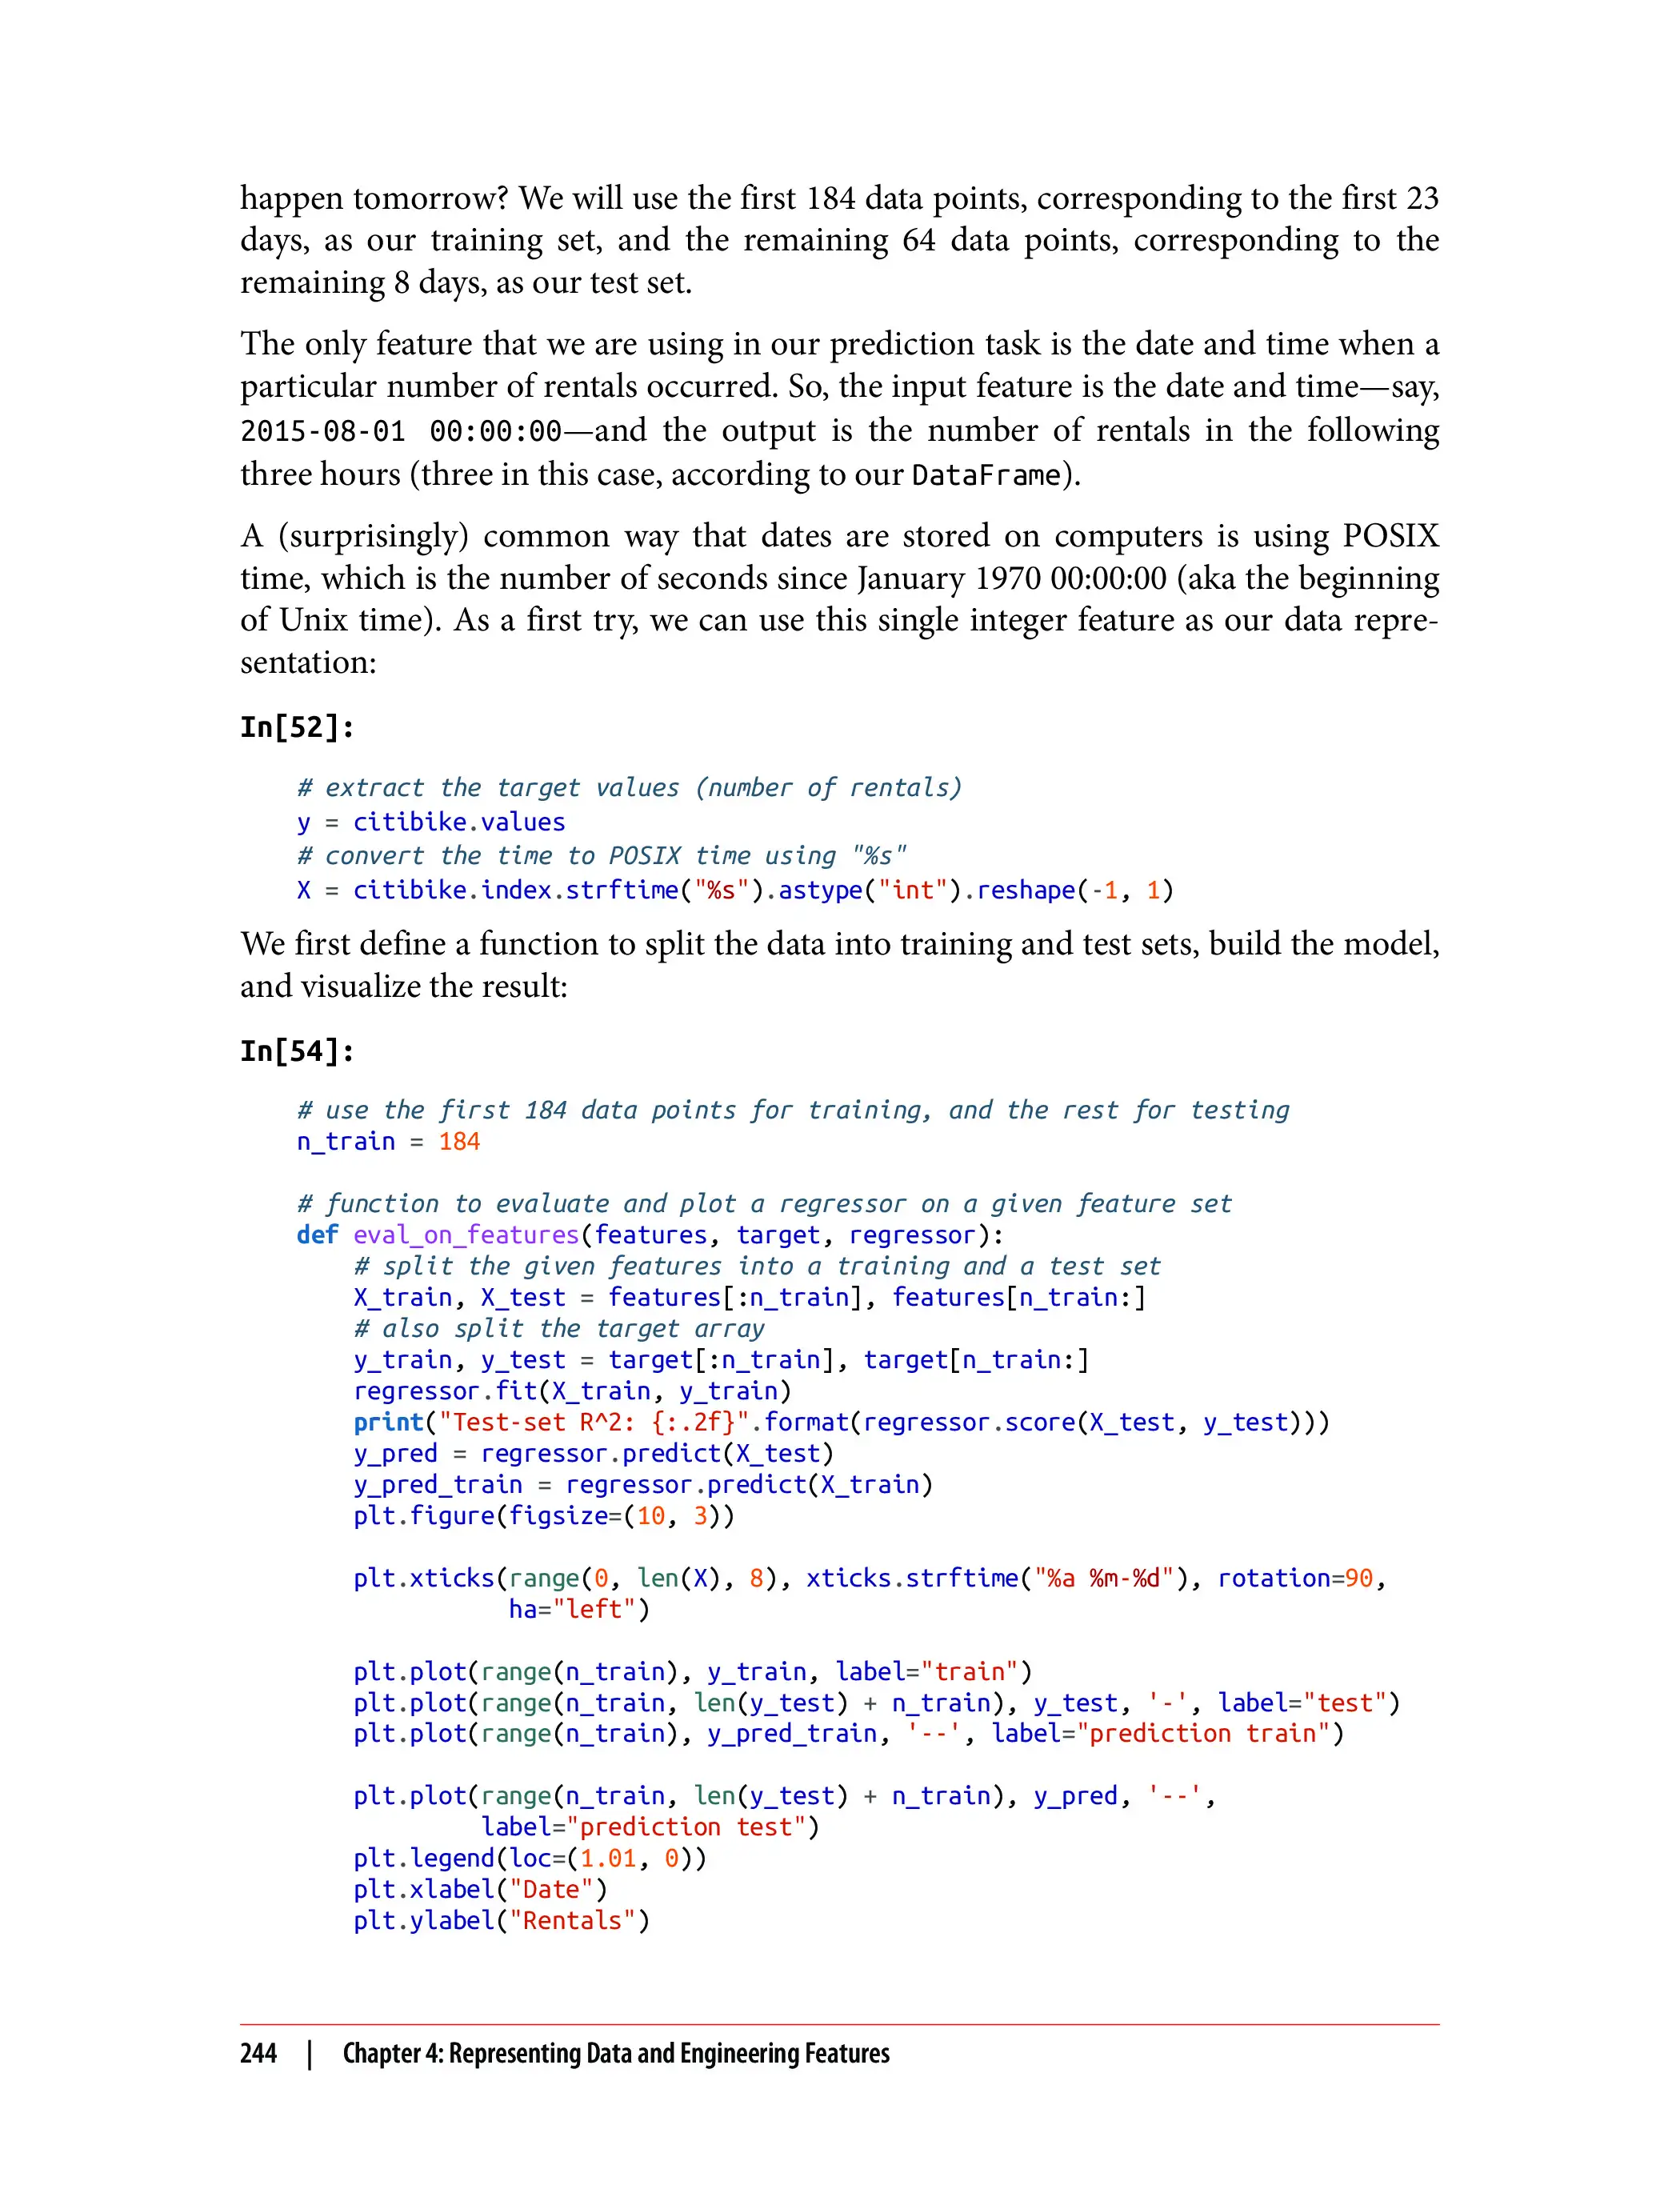 happen tomorrow? We will use the first 184 data points, corresponding to the first 23
days, as our training set, and the remaining 64 data points, corresponding to the
remaining 8 days, as our test set.
The only feature that we are using in our prediction task is the date and time when a
particular number of rentals occurred. So, the input feature is the date and time—say,
2015-08-01 00:00:00—and the output is the number of rentals in the following
three hours (three in this case, according to our DataFrame).
A (surprisingly) common way that dates are stored on computers is using POSIX
time, which is the number of seconds since January 1970 00:00:00 (aka the beginning
of Unix time). As a first try, we can use this single integer feature as our data repre-
sentation:
In[52]:
# extract the target values (number of rentals)
y = citibike.values
# convert the time to POSIX time using "%s"
X = citibike.index.strftime("%s").astype("int").reshape(-1, 1)
We first define a function to split the data into training and test sets, build the model,
and visualize the result:
In[54]:
# use the first 184 data points for training, and the rest for testing
n_train = 184
# function to evaluate and plot a regressor on a given feature set
def eval_on_features(features, target, regressor):
    # split the given features into a training and a test set
    X_train, X_test = features[:n_train], features[n_train:]
    # also split the target array
    y_train, y_test = target[:n_train], target[n_train:]
    regressor.fit(X_train, y_train)
    print("Test-set R^2: {:.2f}".format(regressor.score(X_test, y_test)))
    y_pred = regressor.predict(X_test)
    y_pred_train = regressor.predict(X_train)
    plt.figure(figsize=(10, 3))
    plt.xticks(range(0, len(X), 8), xticks.strftime("%a %m-%d"), rotation=90,
               ha="left")
    plt.plot(range(n_train), y_train, label="train")
    plt.plot(range(n_train, len(y_test) + n_train), y_test, '-', label="test")
    plt.plot(range(n_train), y_pred_train, '--', label="prediction train")
    plt.plot(range(n_train, len(y_test) + n_train), y_pred, '--',
             label="prediction test")
    plt.legend(loc=(1.01, 0))
    plt.xlabel("Date")
    plt.ylabel("Rentals")
244 | Chapter 4: Representing Data and Engineering Features